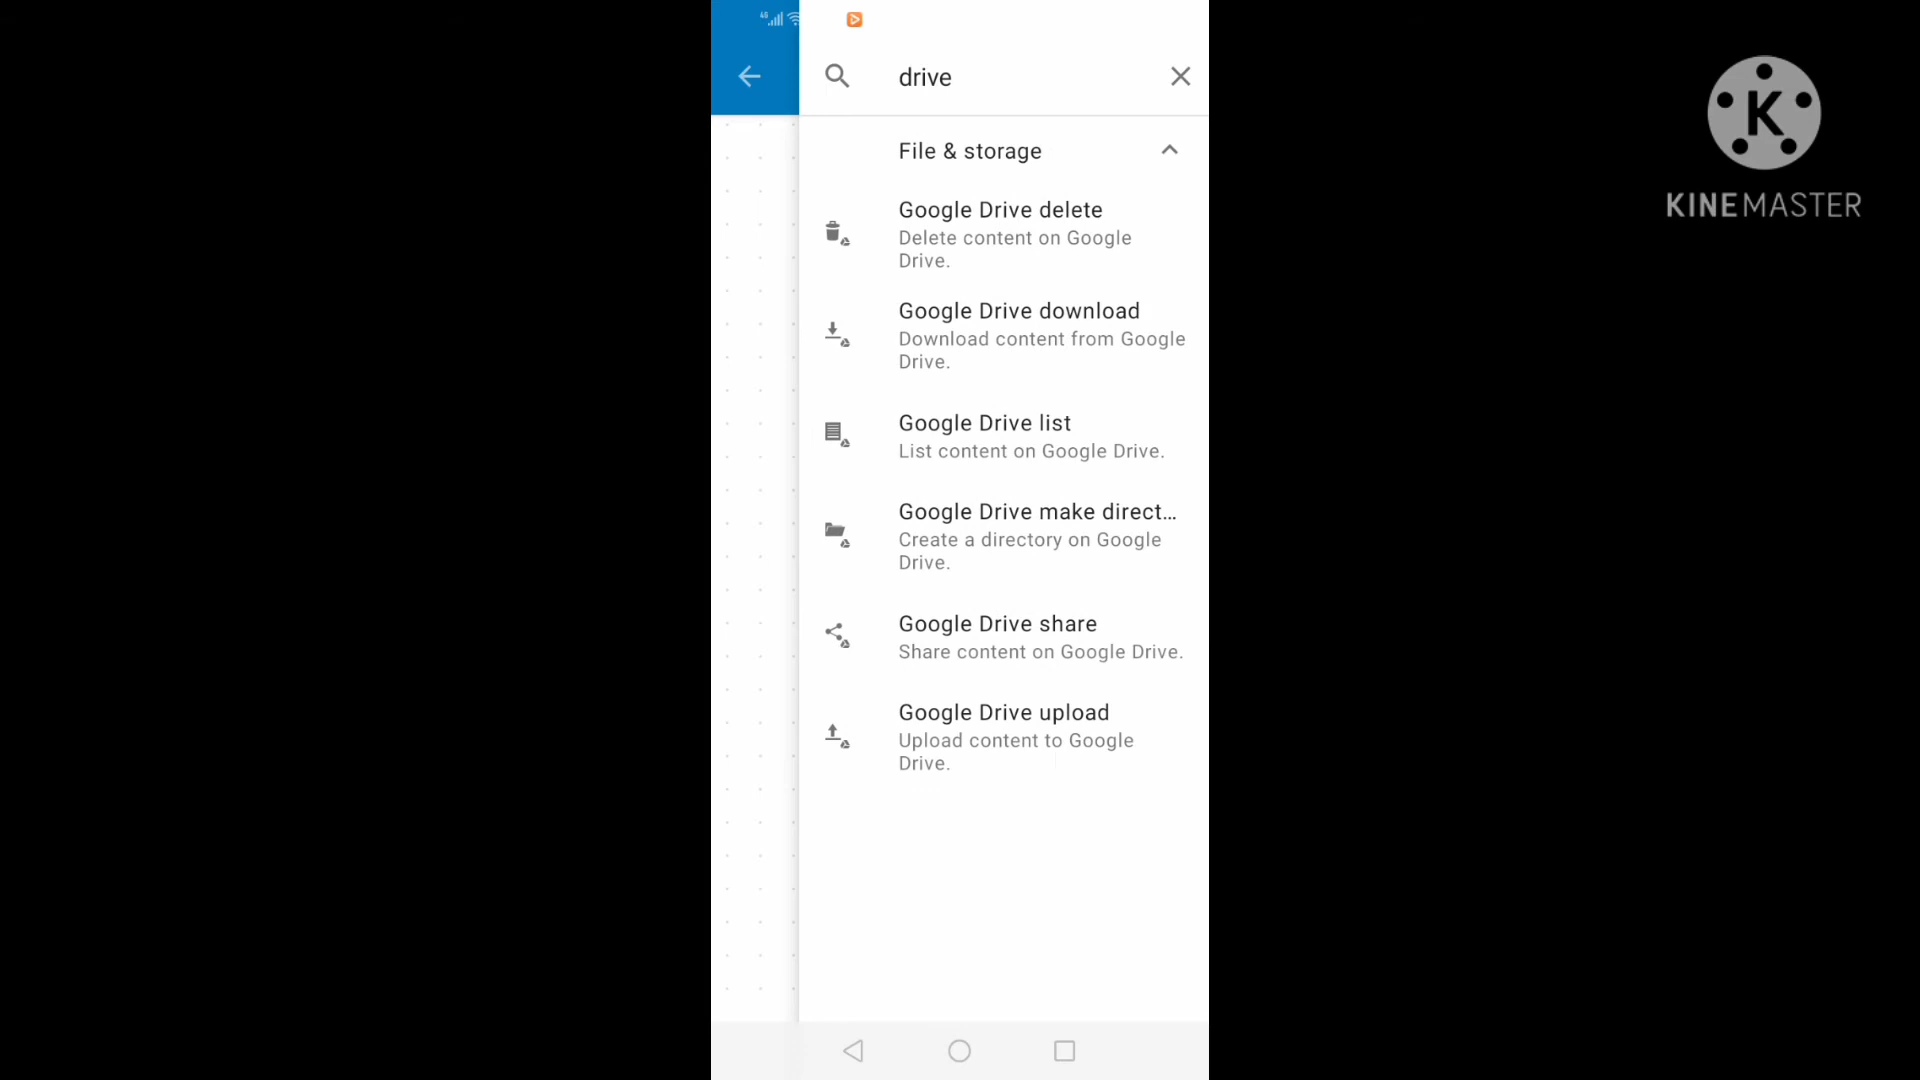 4G
drive
File & storage
Google Drive delete
Delete content on Google
Drive.
Google Drive download
Download content from Google
Drive.
Google Drive list
List content on Google Drive.
Google Drive make direct...
Create a directory on Google
Drive.
Google Drive share
Share content on Google Drive.
Google Drive upload
Upload content to Google
Drive.
K
KINEMASTER